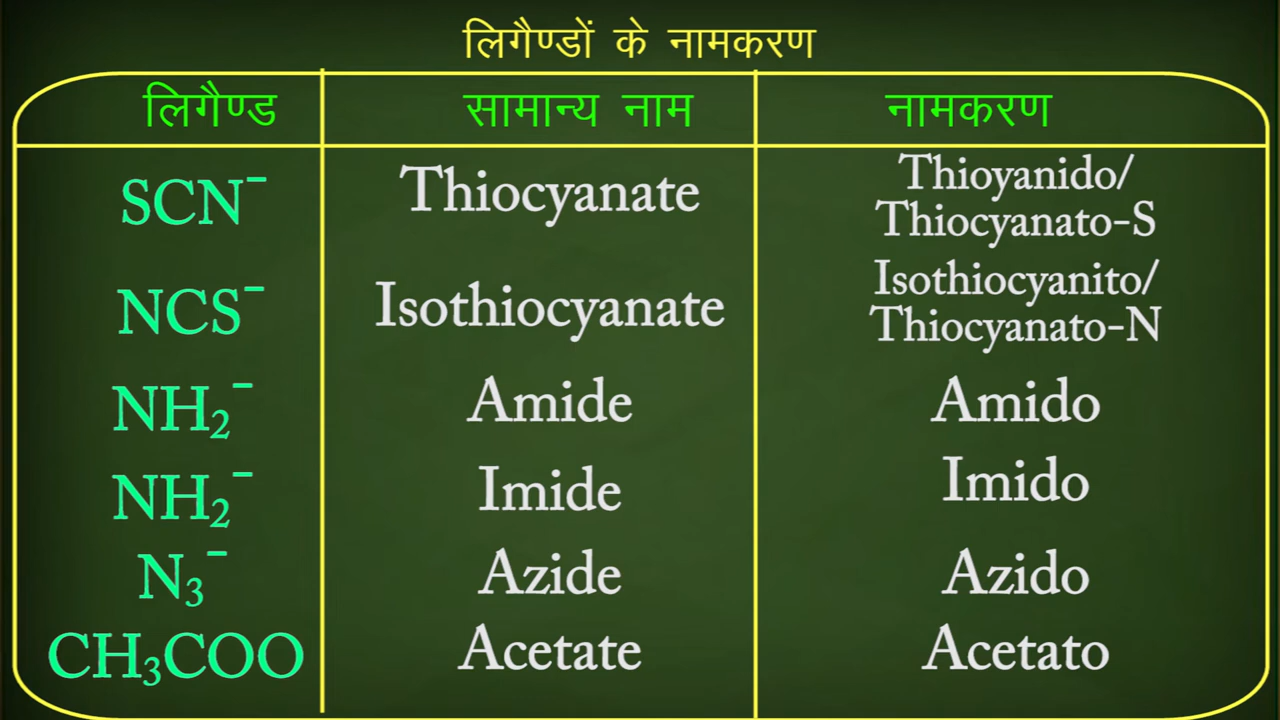 लिगैण्डों के नामकरण
लिगैण्ड सामान्य नाम नामकरण
SCN⁻ Thiocyanate Thioyanido/
Thiocyanato-S
NCS⁻ Isothiocyanate Isothiocyanito/
Thiocyanato-N
NH₂⁻ Amide Amido
NH₂⁻ Imide Imido
N₃⁻ Azide Azido
CH₃COO Acetate Acetato